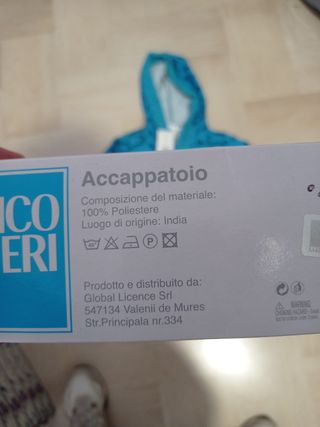 Accappatoio
Composizione del materiale:
100% Poliestere
Luogo di origine: India
ICO
ERI
Prodotto e distribuito da:
Global Licence Srl
547134 Valenii de Mures
Str.Principala nr.334
WARNING: